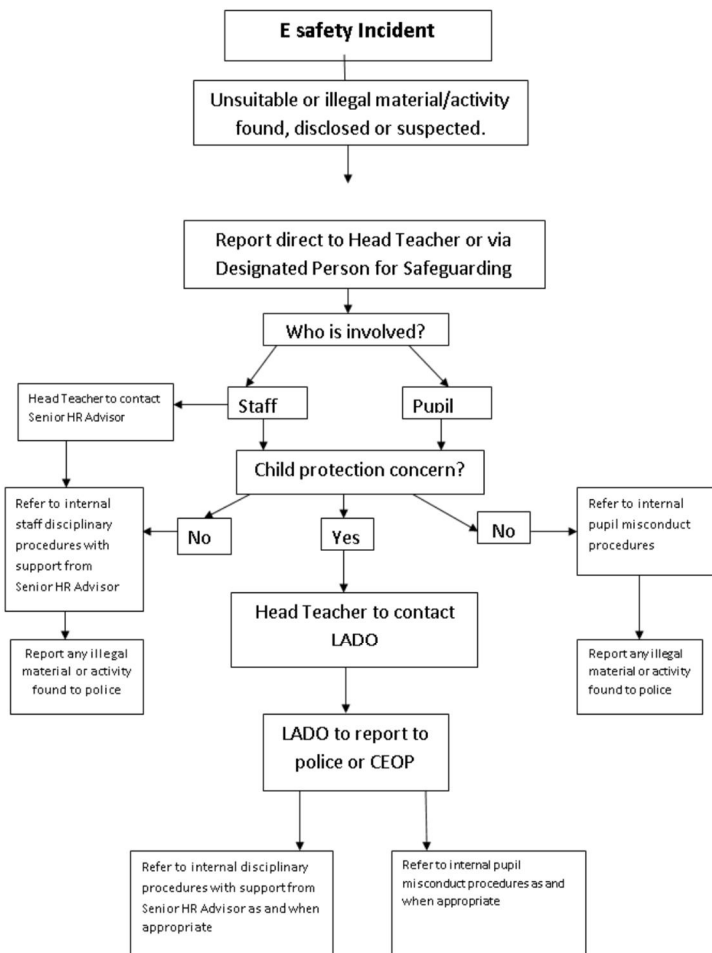 E safety Incident
Unsuitable or illegal material/activity
found, disclosed or suspected.
Report direct to Head Teacher or via
Designated Person for Safeguarding
Who is involved?
Head Teacher to contact
Senior HR Advisor
Staff
Pupil
Child protection concern?
Refer to internal
staff disciplinary
procedures with
support from
Senior HR Advisor
No
Yes
No
Refer to internal
pupil misconduct
procedures
Head Teacher to contact
LADO
Report any illegal
material or activity
found to police
Report any illegal
material or activity
found to police
LADO to report to
police or CEOP
Refer to internal disciplinary
procedures with support from
Senior HR Advisor as and when
appropriate
Refer to internal pupil
misconduct procedures as and
when appropriate